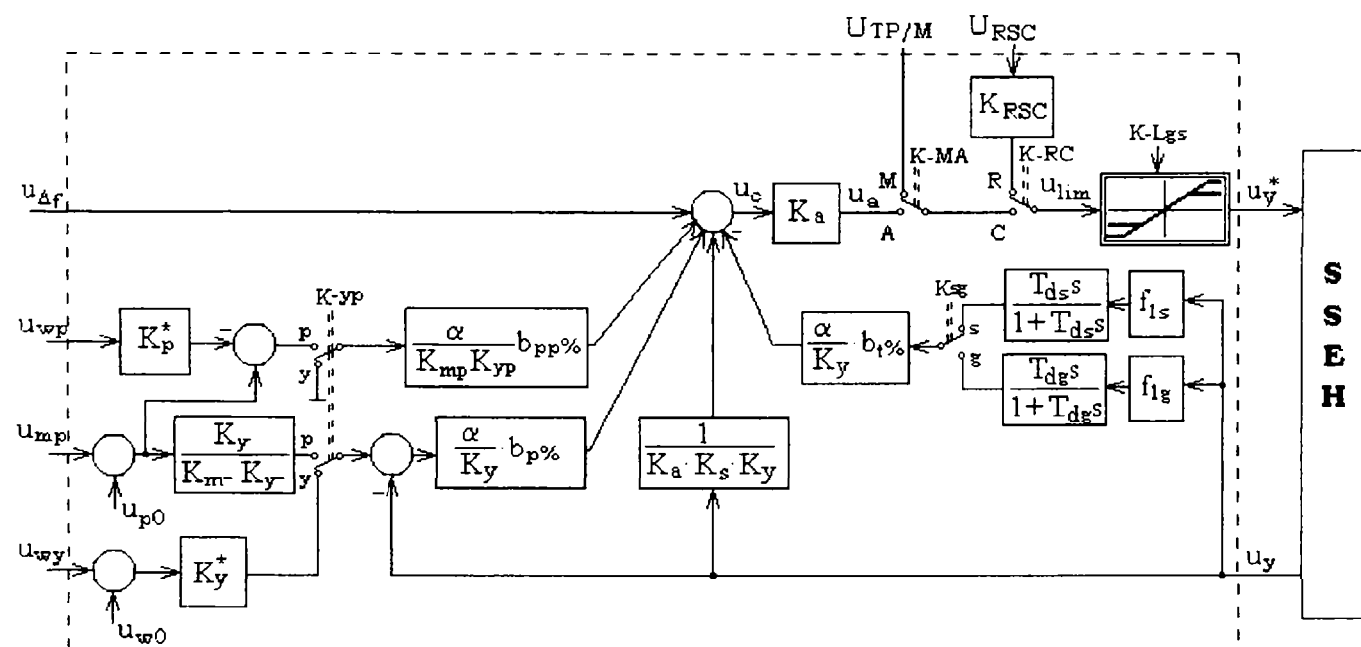 U_TP/M U_RSC
K_RSC
K-MA K-RC K-Lgs
u_Δf u_c K_a u_a M A R C u_lim u_y*
S
S
E
H
K-yp
u_wp K_p* - p y α/(K_mp K_yp) b_pp%
- α/K_y · b_t% Ksg s g T_ds s/(1+T_ds s) f_1s
T_dg s/(1+T_dg s) f_1g
u_mp K_y/(K_m- K_y-) p y α/K_y · b_p% 1/(K_a · K_s · K_y)
-
u_p0
u_wy K_y* u_y
u_w0